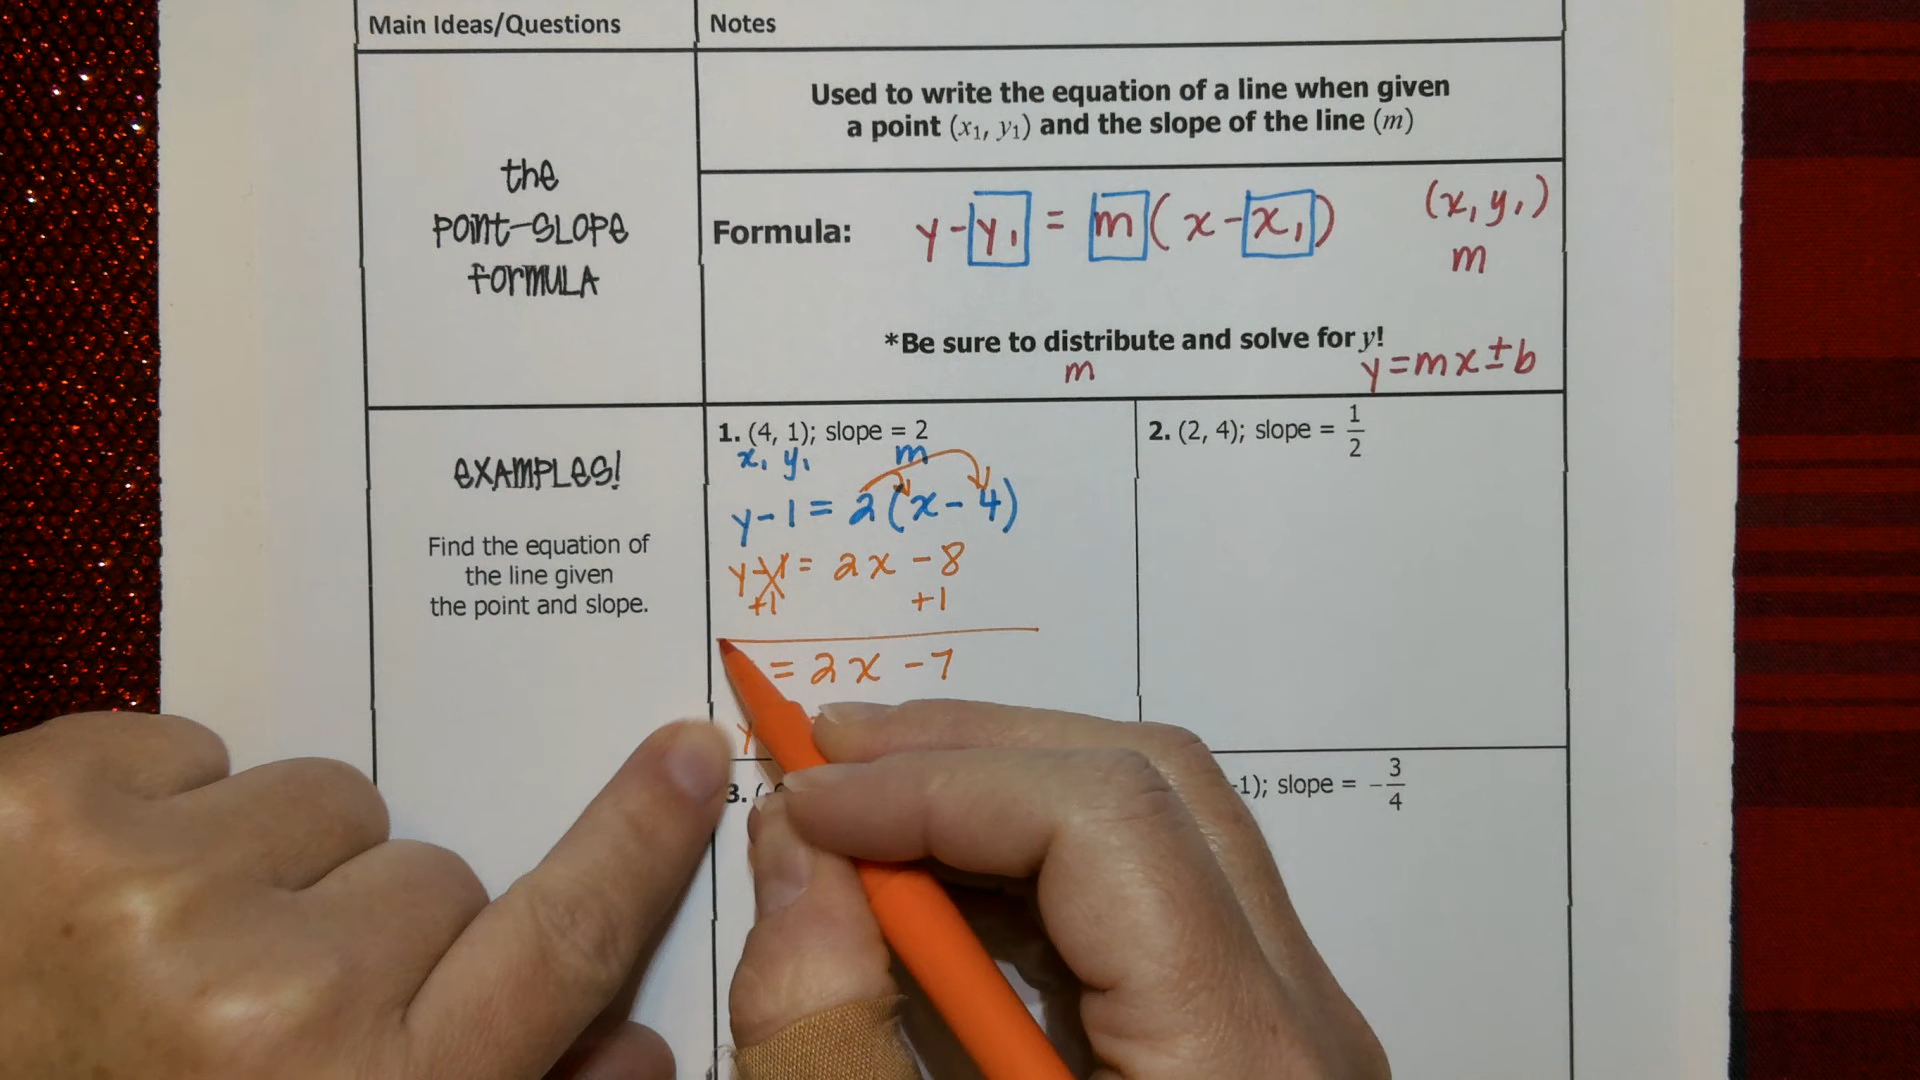 Main Ideas/Questions
Notes
Used to write the equation of a line when given
a point (x₁, y₁) and the slope of the line (m)
the
POINT-SLOPE
FORMULA
Formula: y - y₁ = m(x - x₁)
(x₁ y₁)
m
*Be sure to distribute and solve for y!
m
y = mx ± b
EXAMPLES!
Find the equation of
the line given
the point and slope.
1. (4, 1); slope = 2
x₁ y₁ m
y - 1 = 2(x - 4)
y - 1 = 2x - 8
+1 +1
= 2x - 7
y
2. (2, 4); slope = 1/2
3. (-
-1); slope = -3/4